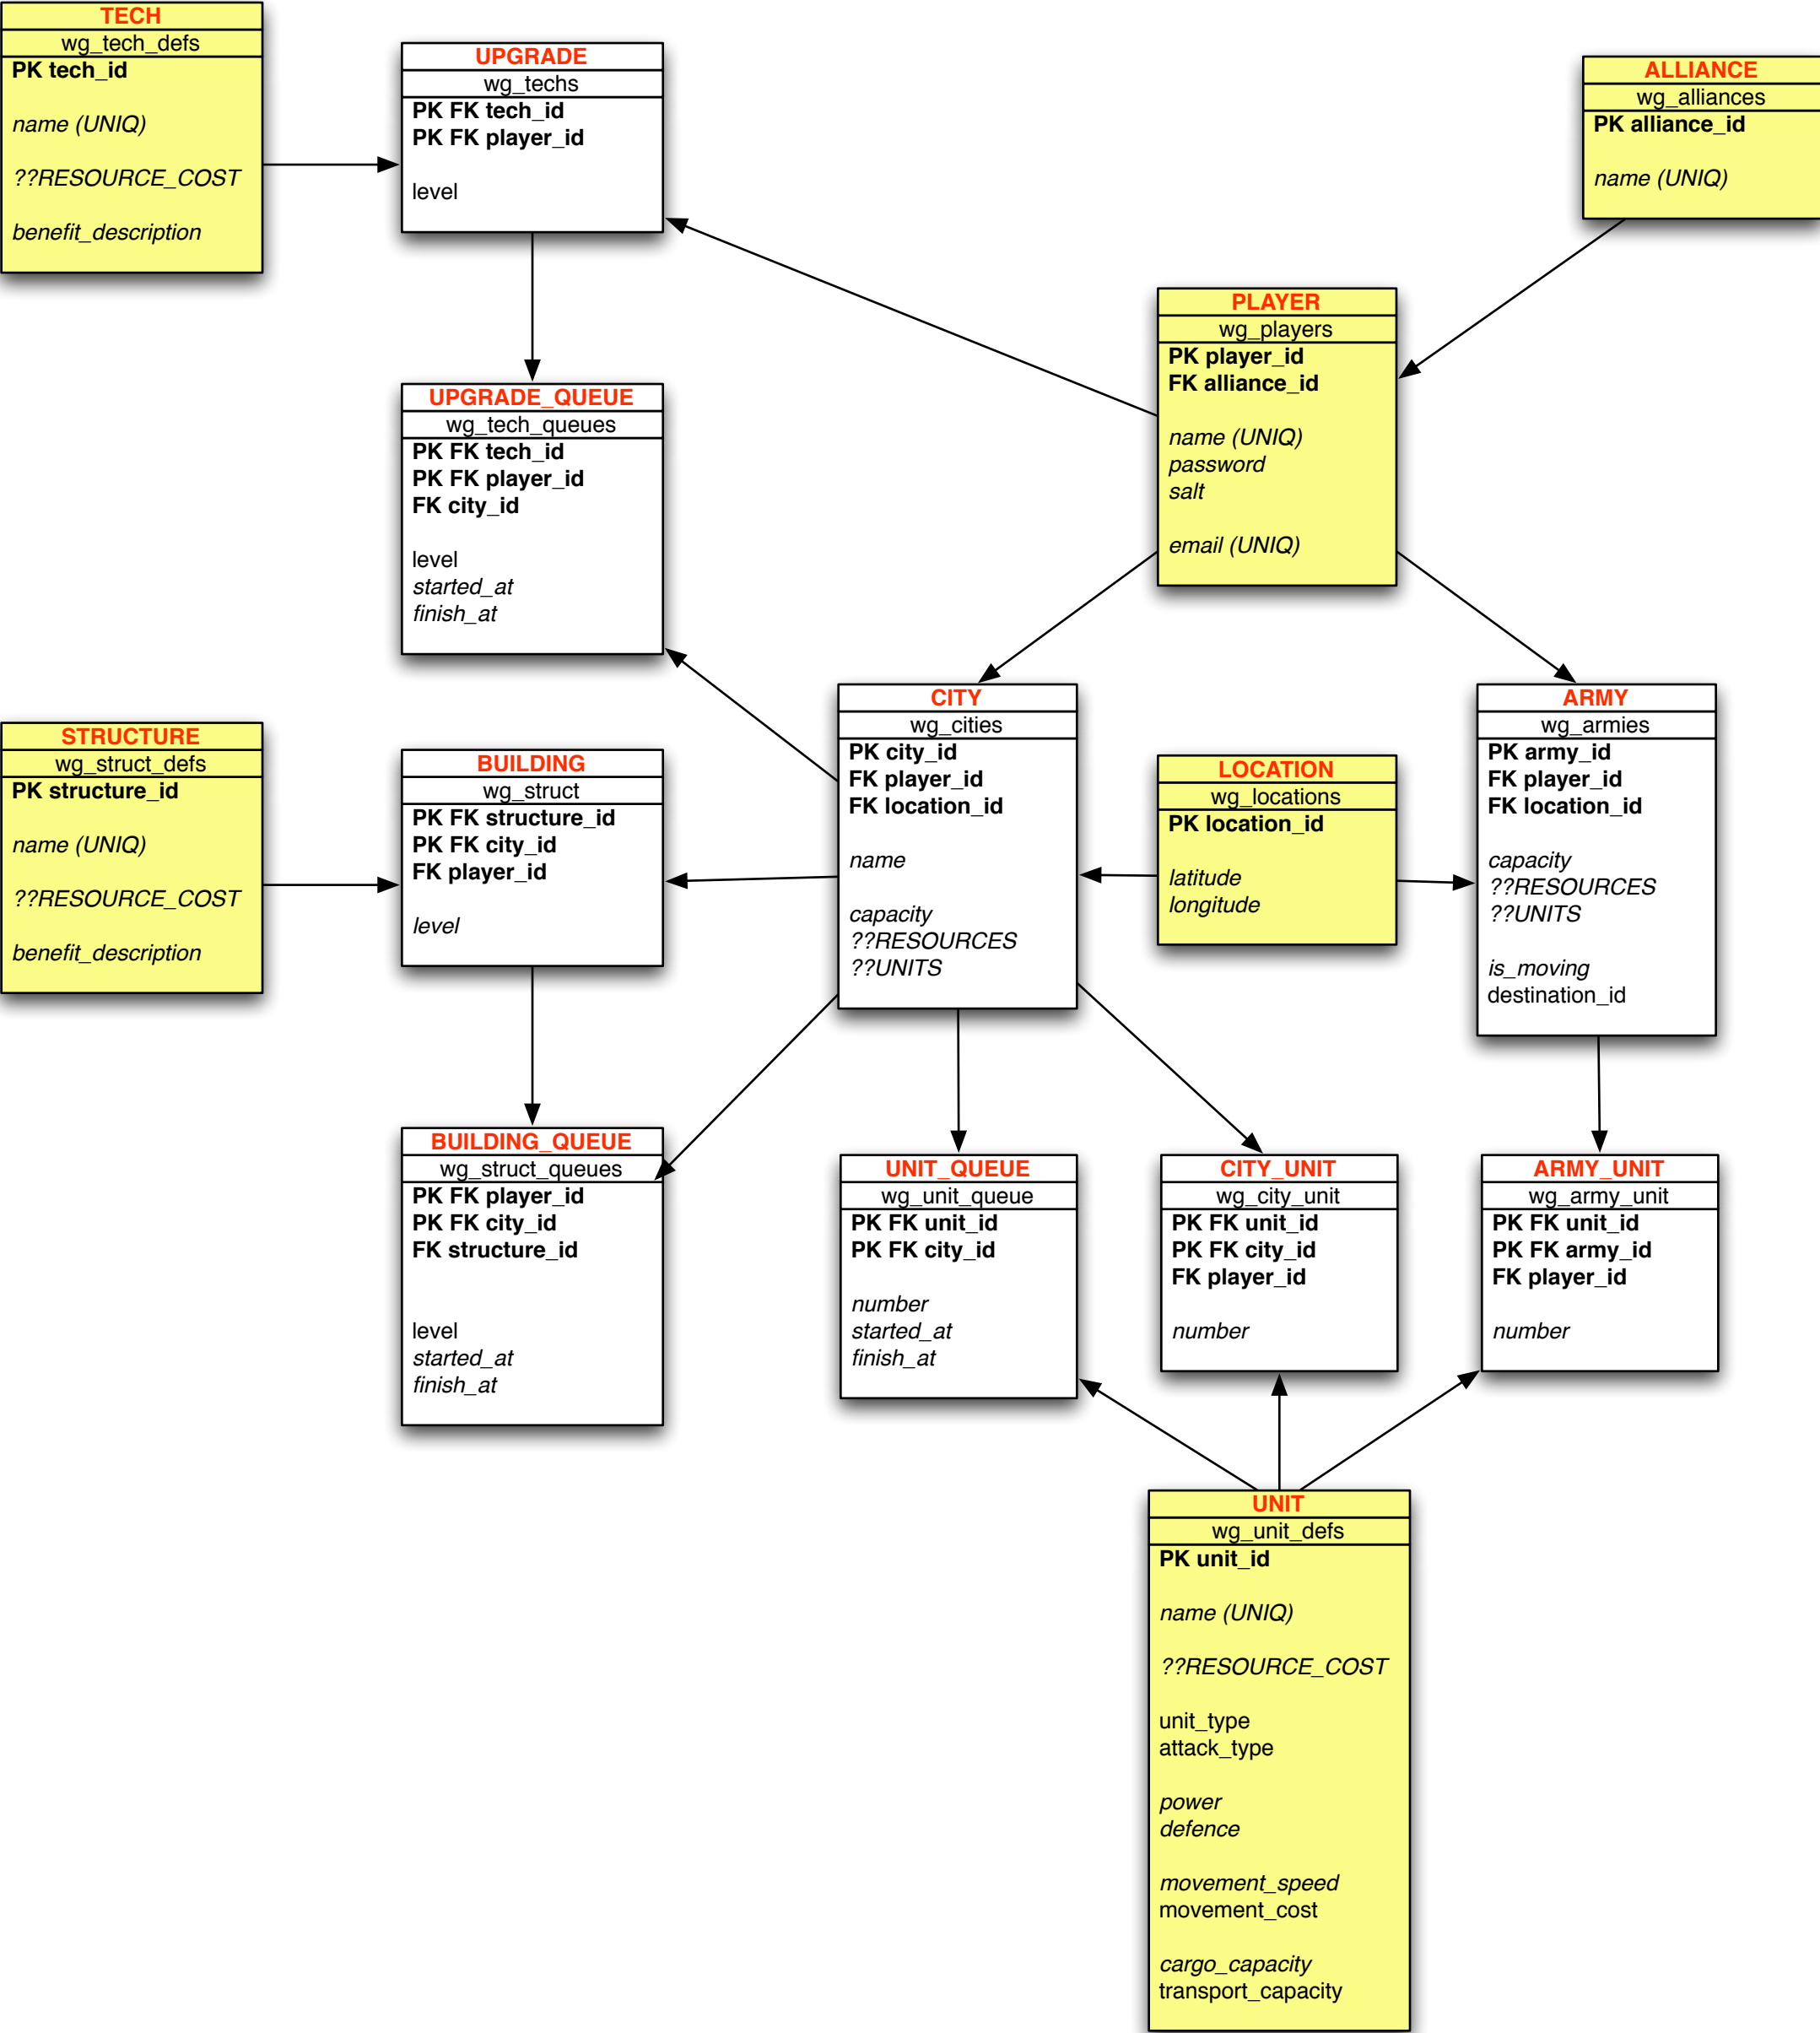 TECH
wg_tech_defs
PK tech_id
name (UNIQ)
??RESOURCE_COST
benefit_description
UPGRADE
wg_techs
PK FK tech_id
PK FK player_id
level
ALLIANCE
wg_alliances
PK alliance_id
name (UNIQ)
PLAYER
wg_players
PK player_id
FK alliance_id
name (UNIQ)
password
salt
email (UNIQ)
UPGRADE_QUEUE
wg_tech_queues
PK FK tech_id
PK FK player_id
FK city_id
level
started_at
finish_at
STRUCTURE
wg_struct_defs
PK structure_id
name (UNIQ)
??RESOURCE_COST
benefit_description
BUILDING
wg_struct
PK FK structure_id
PK FK city_id
FK player_id
level
CITY
wg_cities
PK city_id
FK player_id
FK location_id
name
capacity
??RESOURCES
??UNITS
LOCATION
wg_locations
PK location_id
latitude
longitude
ARMY
wg_armies
PK army_id
FK player_id
FK location_id
capacity
??RESOURCES
??UNITS
is_moving
destination_id
BUILDING_QUEUE
wg_struct_queues
PK FK player_id
PK FK city_id
FK structure_id
level
started_at
finish_at
UNIT_QUEUE
wg_unit_queue
PK FK unit_id
PK FK city_id
number
started_at
finish_at
CITY_UNIT
wg_city_unit
PK FK unit_id
PK FK city_id
FK player_id
number
ARMY_UNIT
wg_army_unit
PK FK unit_id
PK FK army_id
FK player_id
number
UNIT
wg_unit_defs
PK unit_id
name (UNIQ)
??RESOURCE_COST
unit_type
attack_type
power
defence
movement_speed
movement_cost
cargo_capacity
transport_capacity